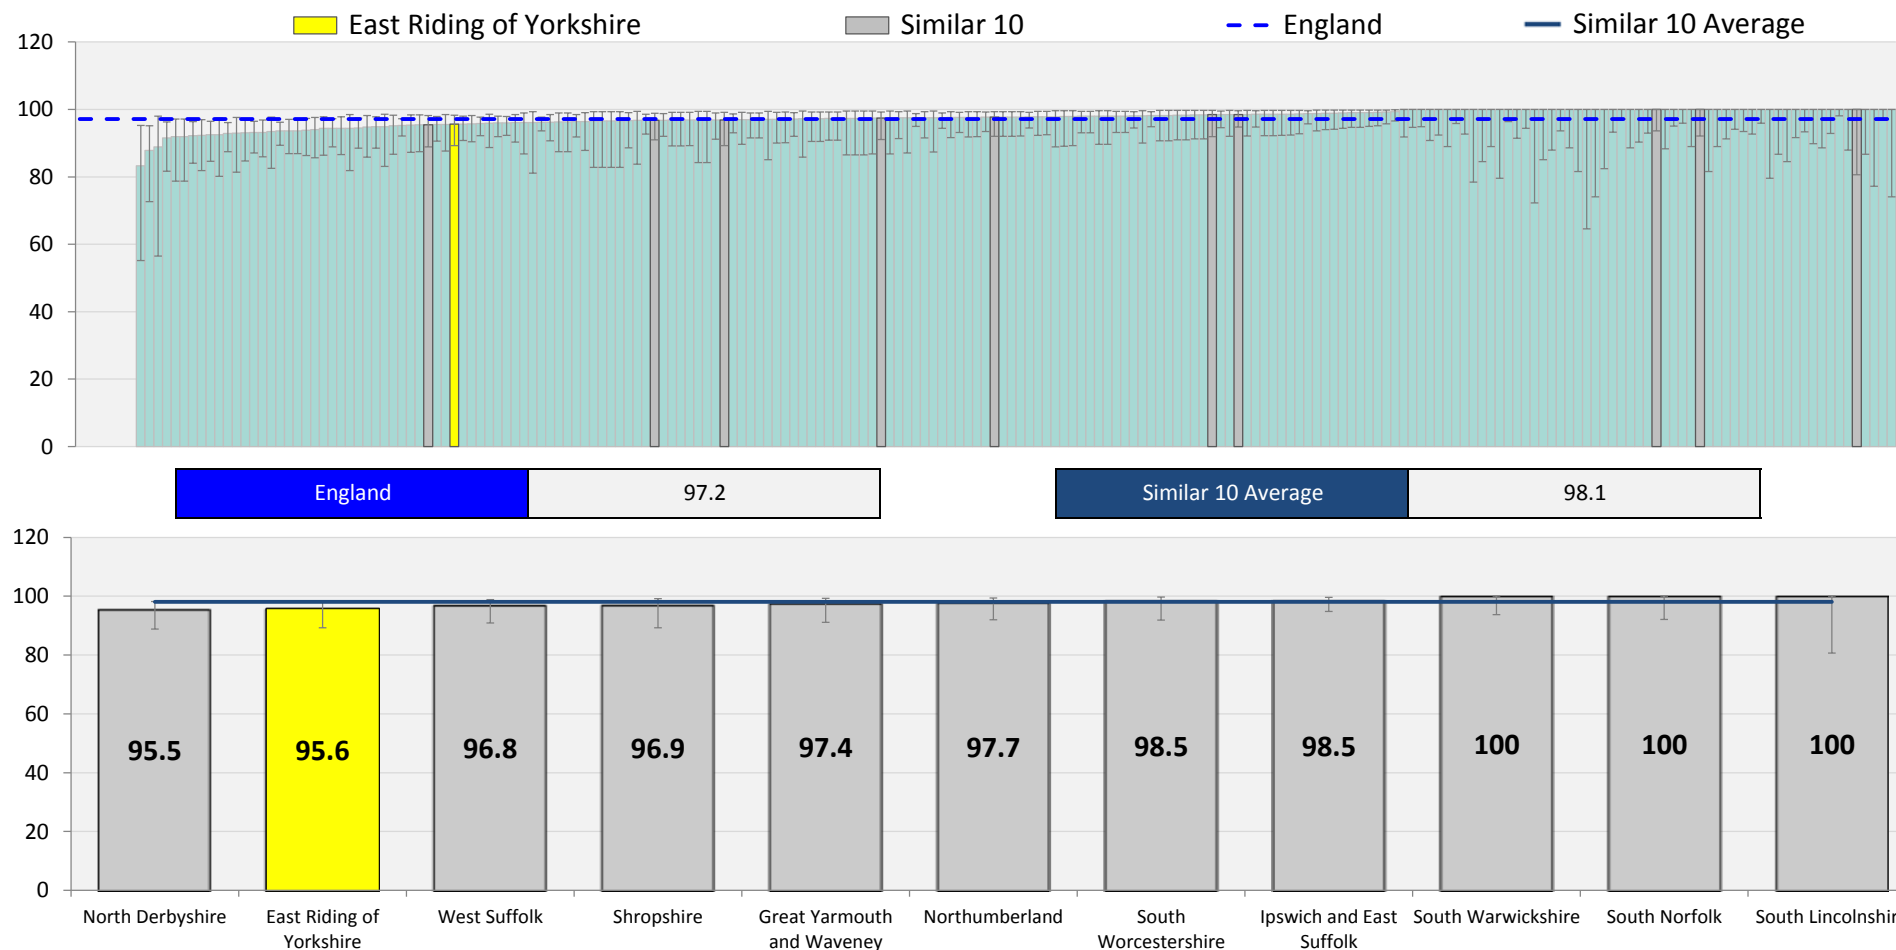 East Riding of Yorkshire Similar 10 England Similar 10 Average
120
100
80
60
40
20
0
England 97.2 Similar 10 Average 98.1
120
100
80
60
40
20
0
95.5 95.6 96.8 96.9 97.4 97.7 98.5 98.5 100 100 100
North Derbyshire East Riding of West Suffolk Shropshire Great Yarmouth Northumberland South Ipswich and East South Warwickshire South Norfolk South Lincolnshir
Yorkshire and Waveney Worcestershire Suffolk